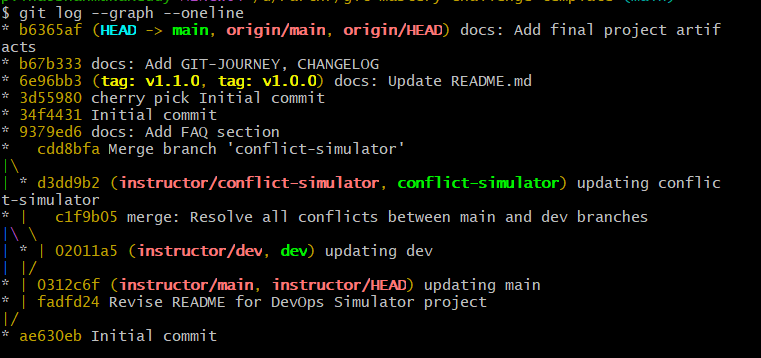 $ git log --graph --oneline
* b6365af (HEAD -> main, origin/main, origin/HEAD) docs: Add final project artif
acts
* b67b333 docs: Add GIT-JOURNEY, CHANGELOG
* 6e96bb3 (tag: v1.1.0, tag: v1.0.0) docs: Update README.md
* 3d55980 cherry pick Initial commit
* 34f4431 Initial commit
* 9379ed6 docs: Add FAQ section
*   cdd8bfa Merge branch 'conflict-simulator'
|\
| * d3dd9b2 (instructor/conflict-simulator, conflict-simulator) updating conflic
t-simulator
* |   c1f9b05 merge: Resolve all conflicts between main and dev branches
|\ \
| * | 02011a5 (instructor/dev, dev) updating dev
| |/
* | 0312c6f (instructor/main, instructor/HEAD) updating main
* | fadfd24 Revise README for DevOps Simulator project
|/
* ae630eb Initial commit